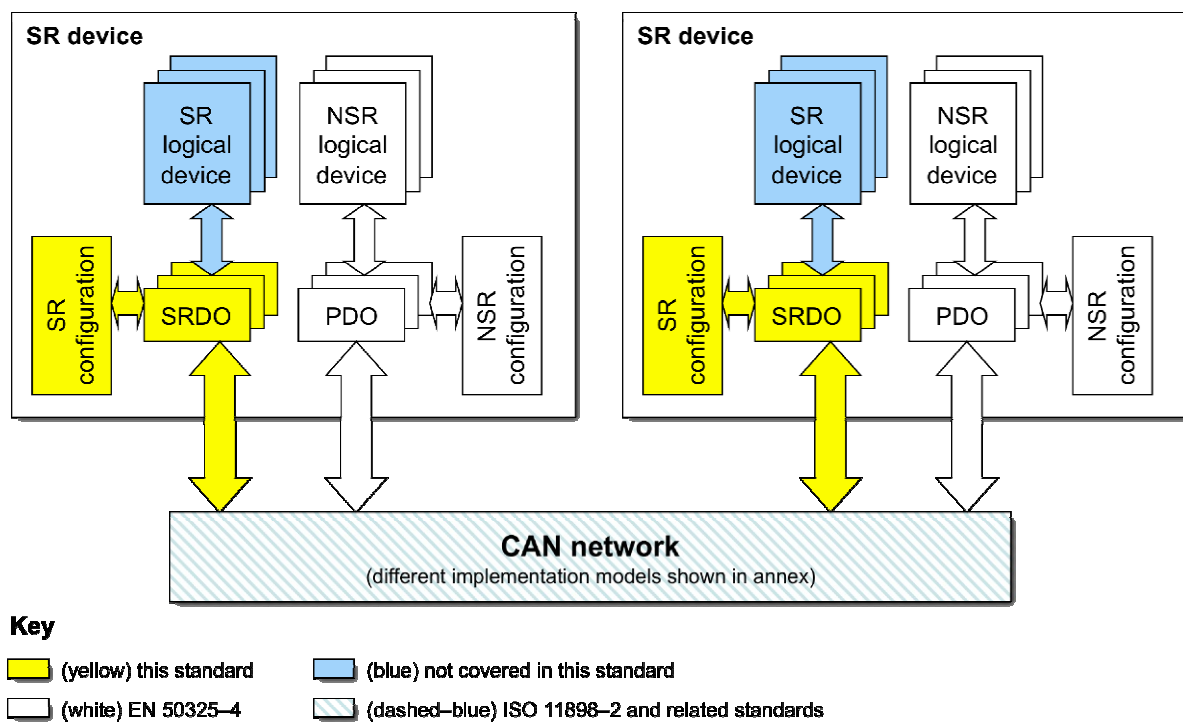 SR device
SR
logical
device
NSR
logical
device
SR
configuration
SRDO
PDO
NSR
configuration
SR device
SR
logical
device
NSR
logical
device
SR
configuration
SRDO
PDO
NSR
configuration
CAN network
(different implementation models shown in annex)
Key
(yellow) this standard
(blue) not covered in this standard
(white) EN 50325–4
(dashed–blue) ISO 11898–2 and related standards